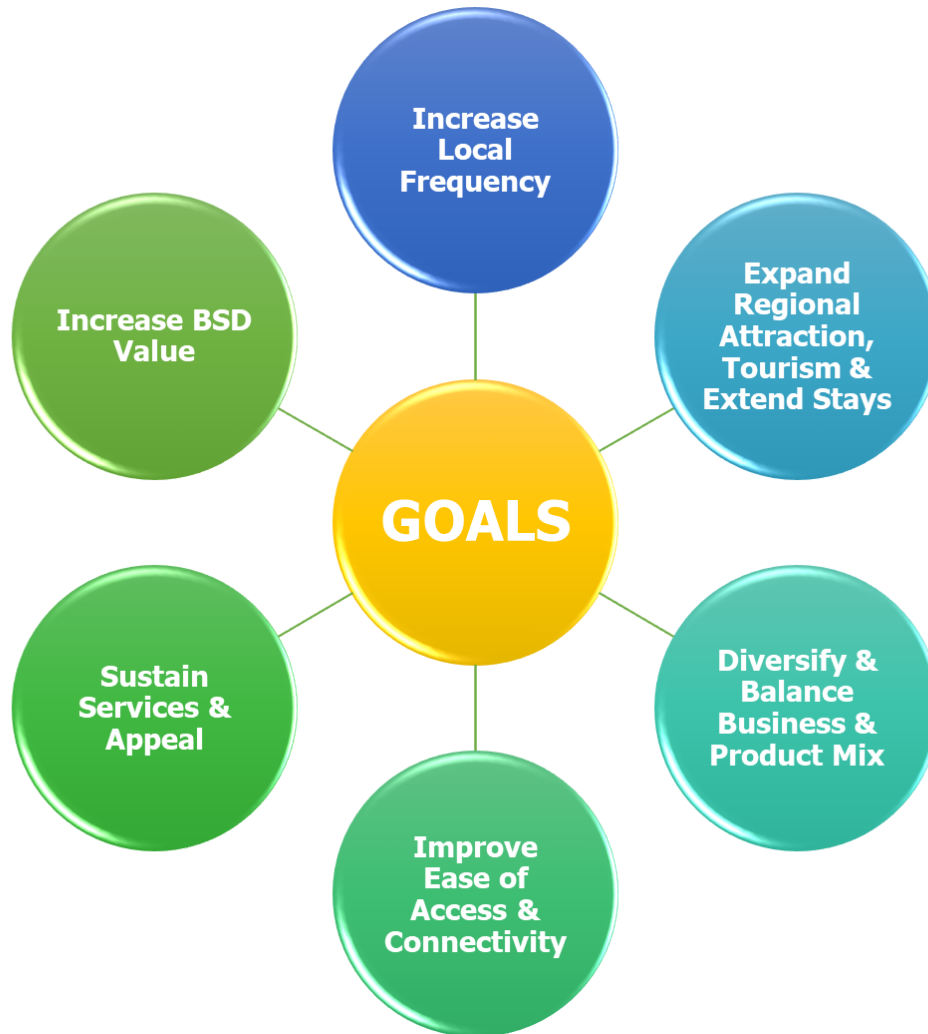 Increase
Local
Frequency
Expand
Regional
Attraction,
Tourism &
Extend Stays
Diversify &
Balance
Business &
Product Mix
Improve
Ease of
Access &
Connectivity
Sustain
Services &
Appeal
Increase BSD
Value
GOALS